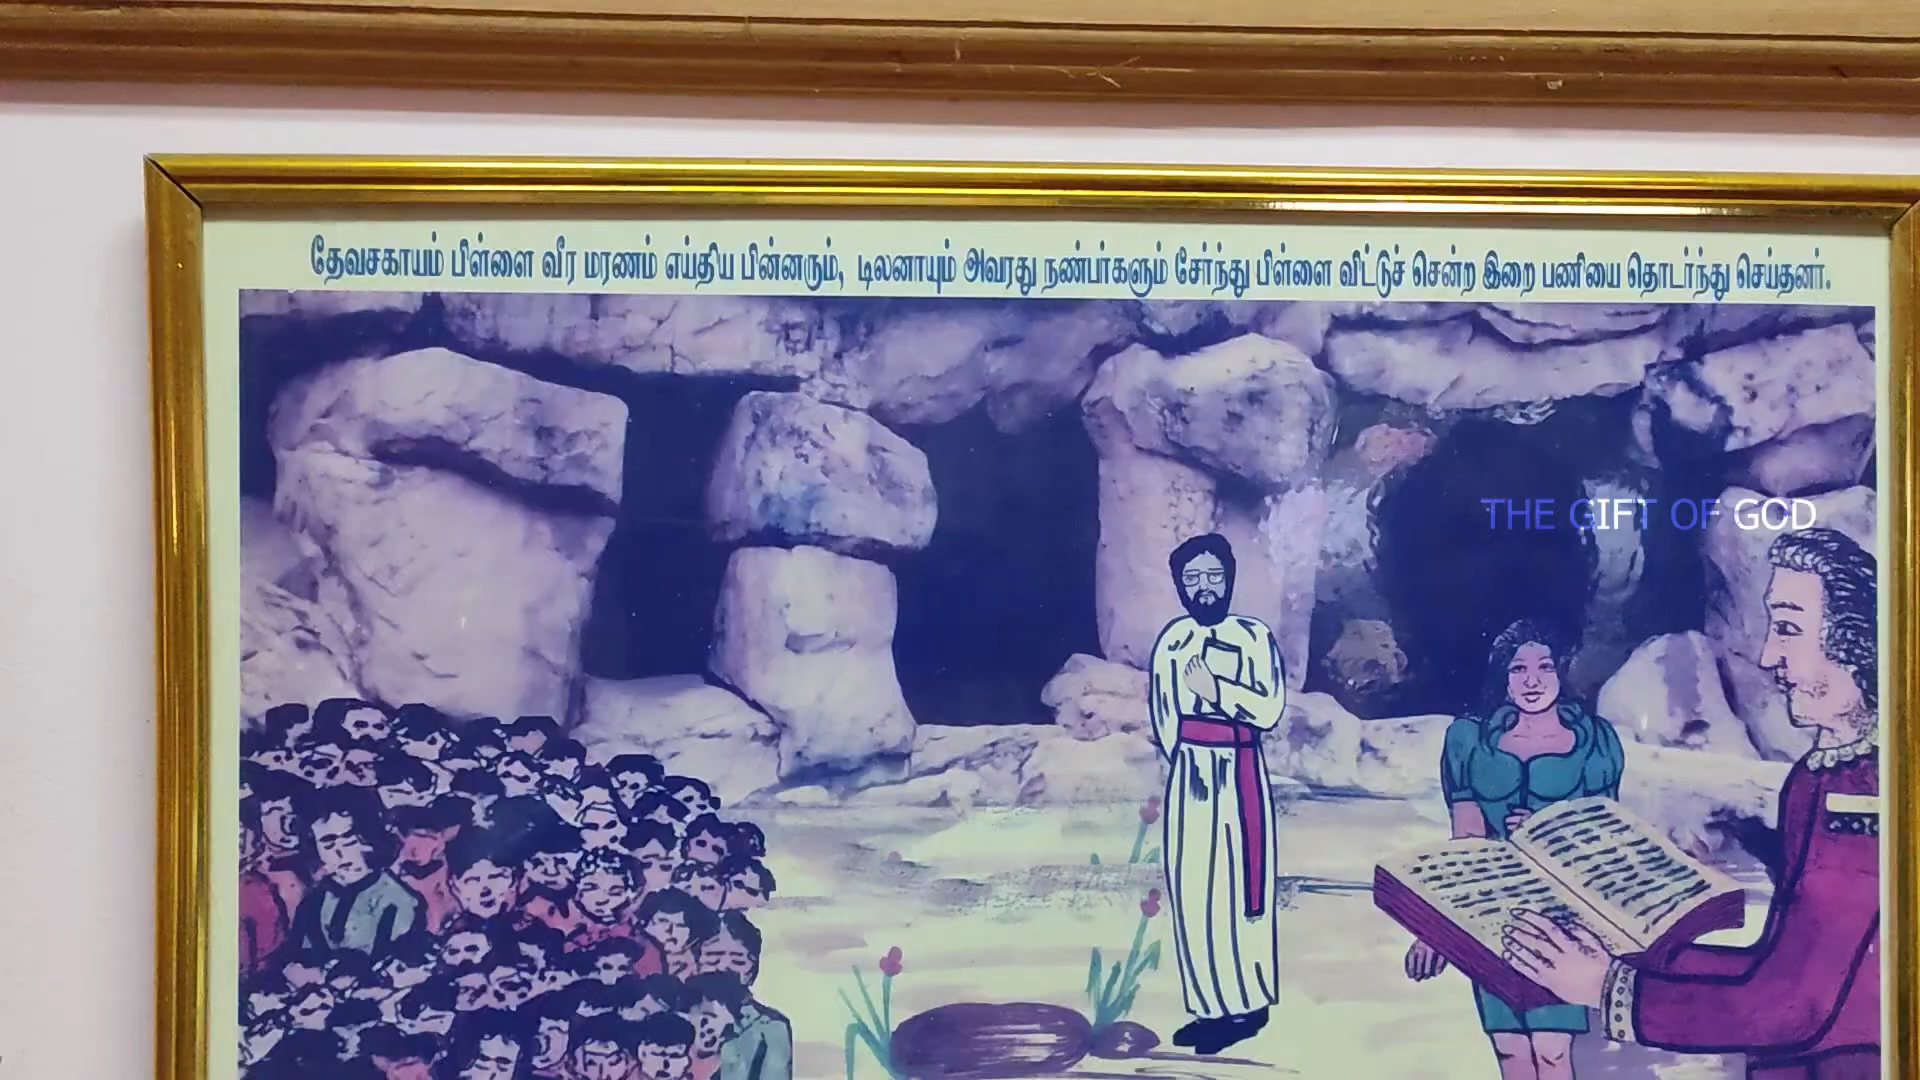 தேவசகாயம் பிள்ளை வீர மரணம் எய்திய பின்னரும், டிலனாயும் அவரது நண்பர்களும் சேர்ந்து பிள்ளை விட்டுச் சென்ற இறை பணியை தொடர்ந்து செய்தனர்.
THE GIFT OF GOD